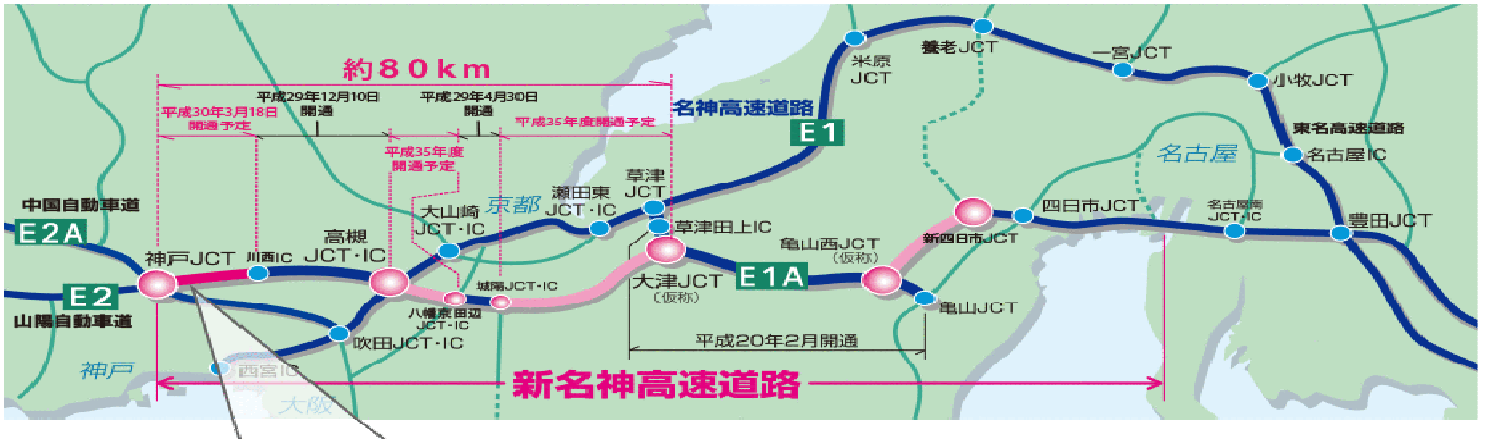 約80km
平成30年3月18日
開通予定
平成29年12月10日
開通
平成29年4月30日
開通
平成35年度開通予定
平成35年度
開通予定
名神高速道路
E1
米原
JCT
養老JCT
一宮JCT
小牧JCT
東名高速道路
名古屋IC
名古屋
豊田JCT
名古屋南
JCT・IC
四日市JCT
新四日市JCT
亀山西JCT
(仮称)
亀山JCT
E1A
大津JCT
(仮称)
草津田上IC
草津
JCT
瀬田東
JCT・IC
京都
大山崎
JCT・IC
城陽JCT・IC
八幡京田辺
JCT・IC
高槻
JCT・IC
川西IC
神戸JCT
中国自動車道
E2A
E2
山陽自動車道
吹田JCT・IC
西宮IC
神戸
大阪
平成20年2月開通
新名神高速道路